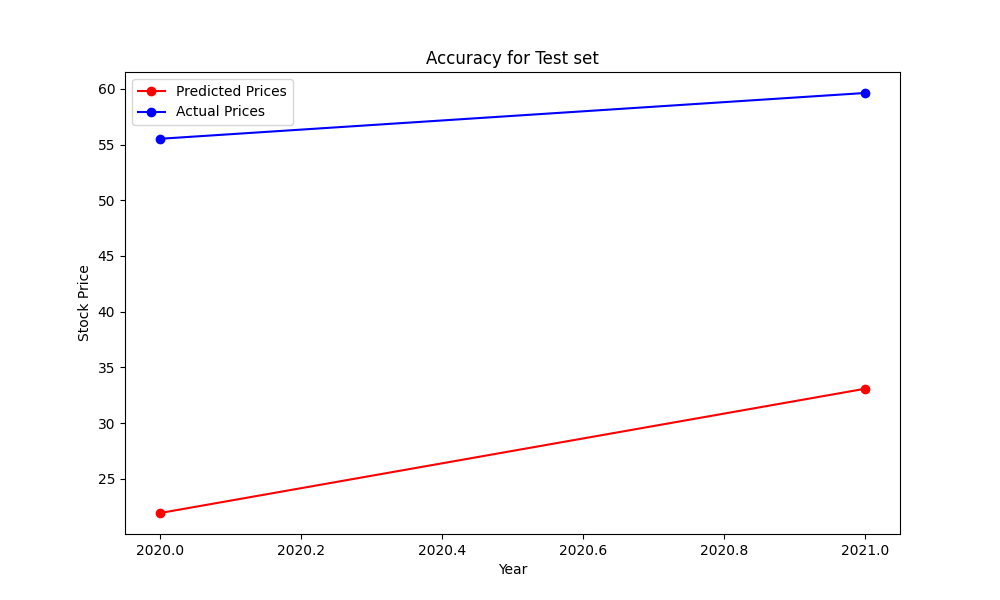 Accuracy for Test set
Predicted Prices
Actual Prices
60
55
50
45
40
35
30
25
Stock Price
2020.0 2020.2 2020.4 2020.6 2020.8 2021.0
Year